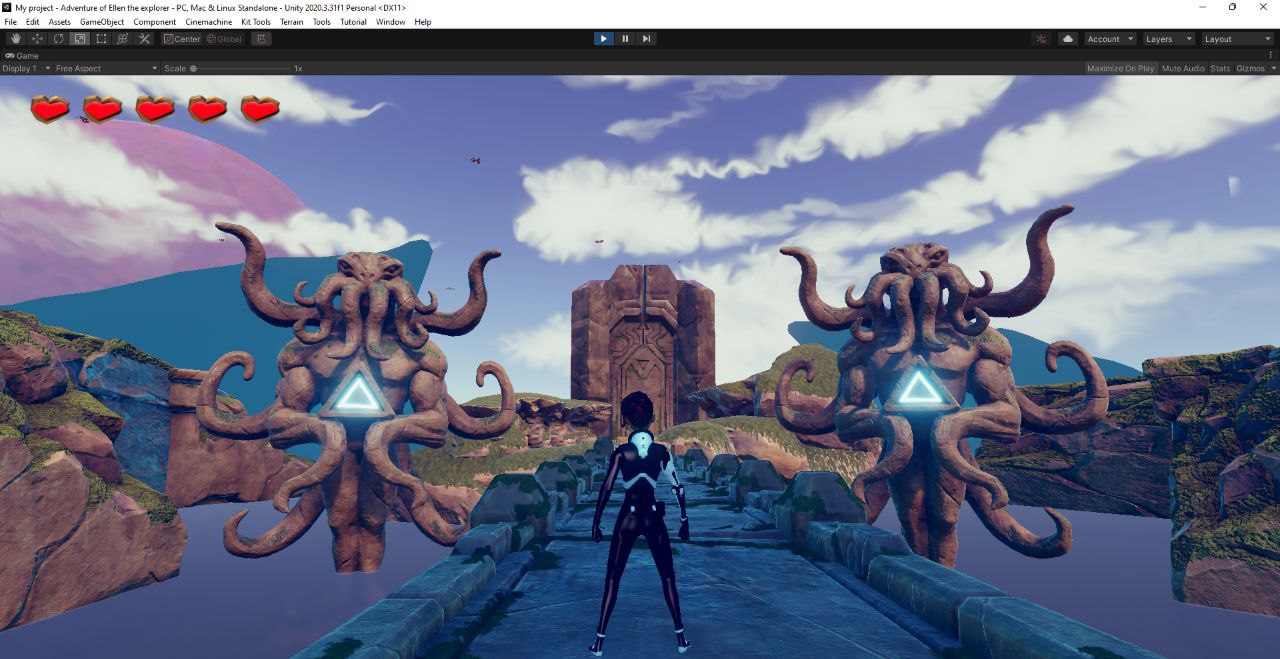 My project - Adventure of Ellen the explorer - PC, Mac & Linux Standalone - Unity 2020.3.31f1 Personal <DX11>
File Edit Assets GameObject Component Cinemachine Kit Tools Terrain Tools Tutorial Window Help
Center Global Account Layers Layout
Game
Display 1 Free Aspect Scale 1x Maximize On Play Mute Audio Stats Gizmos